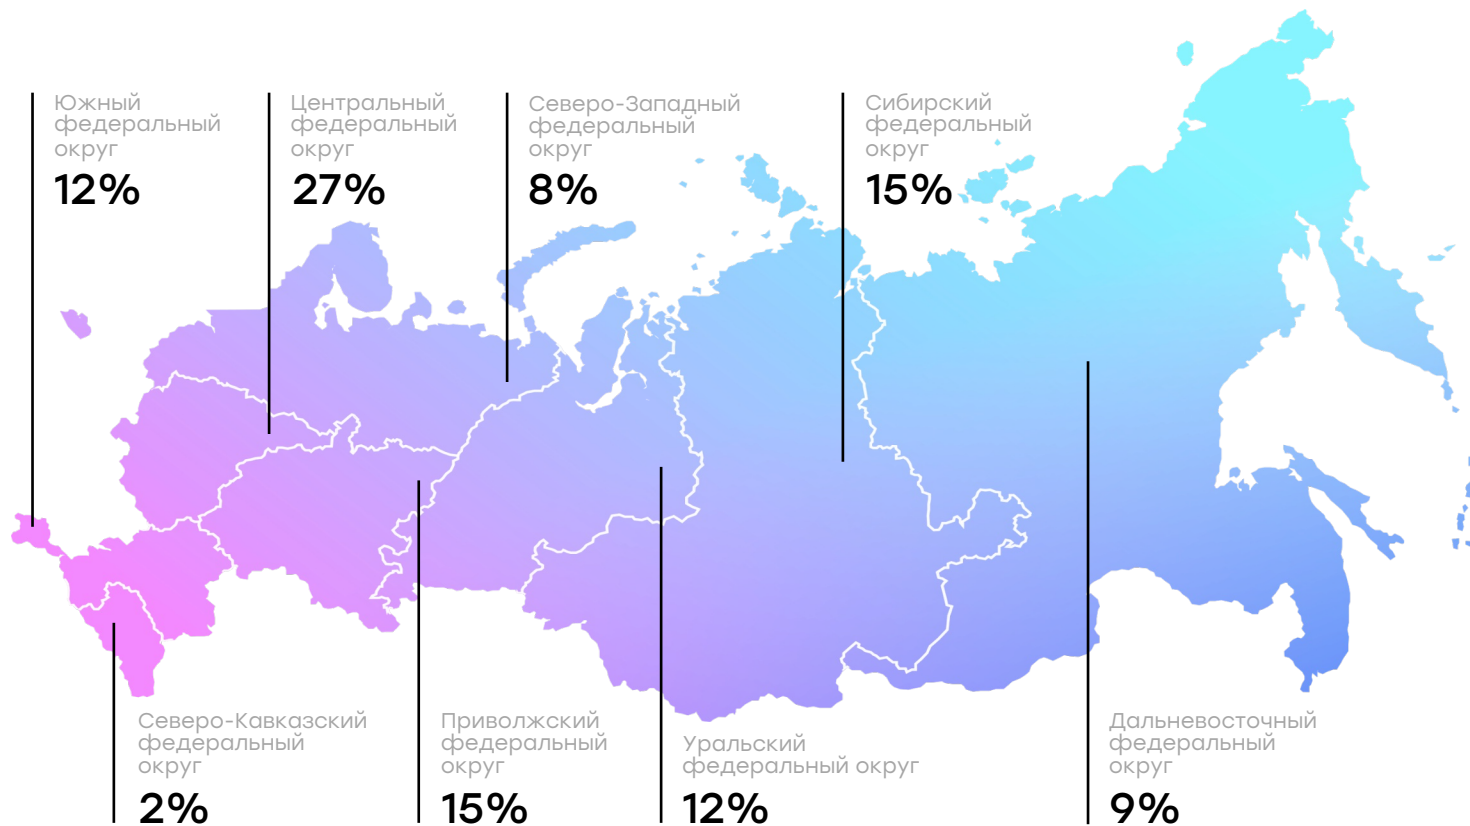 Южный
федеральный
округ
12%
Центральный
федеральный
округ
27%
Северо-Западный
федеральный
округ
8%
Сибирский
федеральный
округ
15%
Северо-Кавказский
федеральный
округ
2%
Приволжский
федеральный
округ
15%
Уральский
федеральный округ
12%
Дальневосточный
федеральный
округ
9%